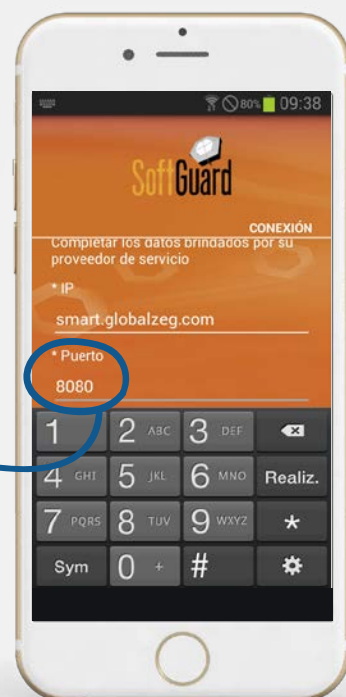 80% 09:38
SoftGuard
CONEXIÓN
Completar los datos brindados por su
proveedor de servicio
* IP
smart.globalzeg.com
* Puerto
8080
1 2 ABC 3 DEF
4 GHI 5 JKL 6 MNO Realiz.
7 PQRS 8 TUV 9 WXYZ *
Sym 0 + #